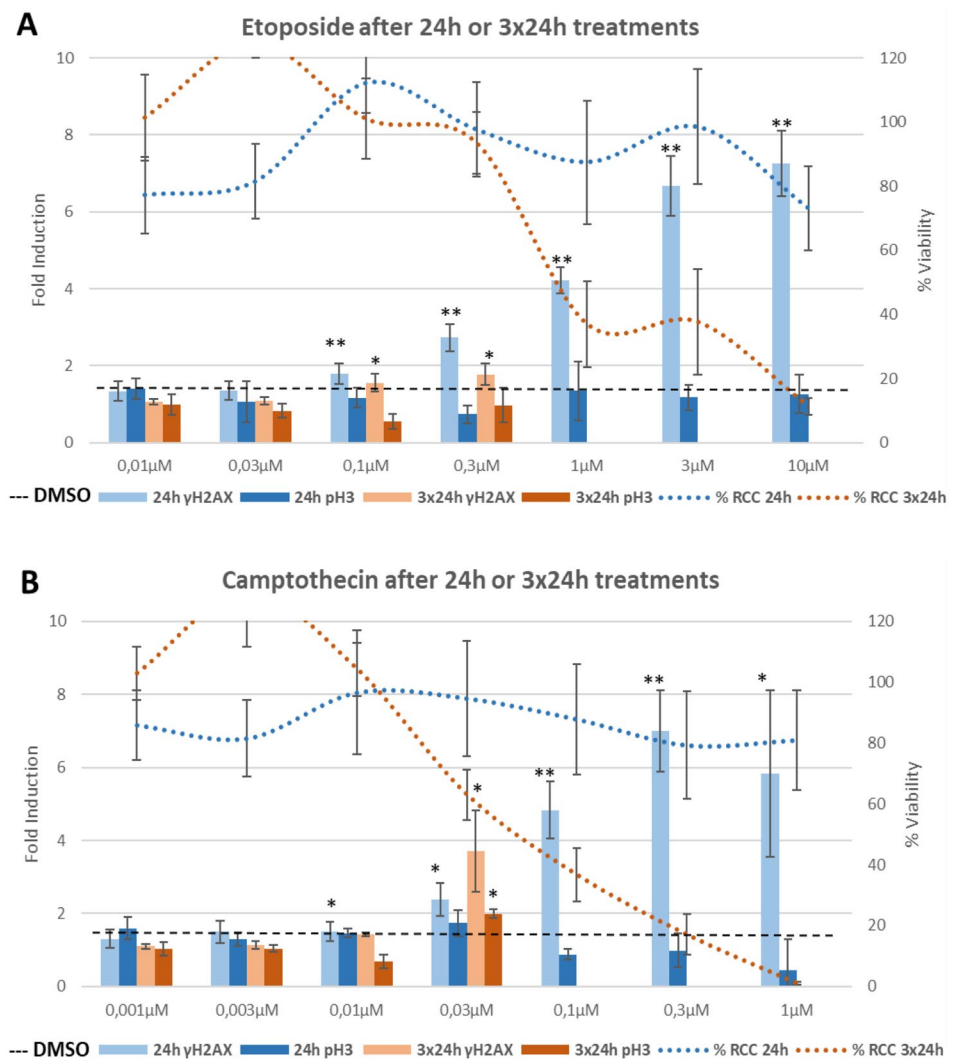 A
Etoposide after 24h or 3x24h treatments
10 120
100
8
80
6
60
4
40
2
20
0 0
Fold Induction
% Viability
** * ** * ** ** **
0,01µM 0,03µM 0,1µM 0,3µM 1µM 3µM 10µM
--- DMSO 24h γH2AX 24h pH3 3x24h γH2AX 3x24h pH3 % RCC 24h % RCC 3x24h
B
Camptothecin after 24h or 3x24h treatments
10 120
100
8
80
6
60
4
40
2
20
0 0
Fold Induction
% Viability
* * * * ** ** *
0,001µM 0,003µM 0,01µM 0,03µM 0,1µM 0,3µM 1µM
--- DMSO 24h γH2AX 24h pH3 3x24h γH2AX 3x24h pH3 % RCC 24h % RCC 3x24h